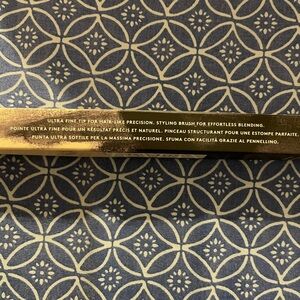 ULTRA FINE TIP FOR HAIR-LIKE PRECISION. STYLING BRUSH FOR EFFORTLESS BLENDING.
POINTE ULTRA FINE POUR UN RÉSULTAT PRÉCIS ET NATUREL. PINCEAU STRUCTURANT POUR UNE ESTOMPE PARFAITE.
PUNTA ULTRA SOTTILE PER LA MASSIMA PRECISIONE. SFUMA CON FACILITÀ GRAZIE AL PENNELLINO.